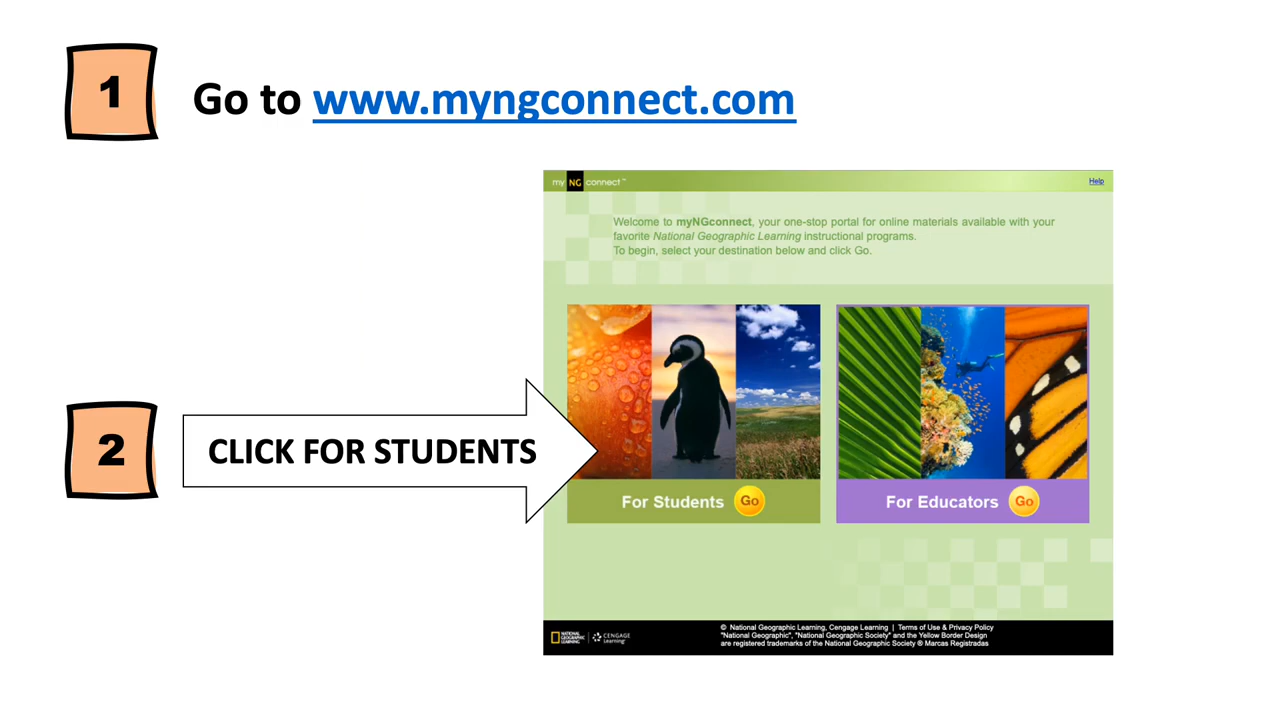 1
Go to www.myngconnect.com
my NG connect™
Help
Welcome to myNGconnect, your one-stop portal for online materials available with your
favorite National Geographic Learning instructional programs.
To begin, select your destination below and click Go.
2
CLICK FOR STUDENTS
For Students Go
For Educators Go
NATIONAL
GEOGRAPHIC
LEARNING
CENGAGE
Learning®
© National Geographic Learning, Cengage Learning | Terms of Use & Privacy Policy
"National Geographic", "National Geographic Society" and the Yellow Border Design
are registered trademarks of the National Geographic Society ® Marcas Registradas